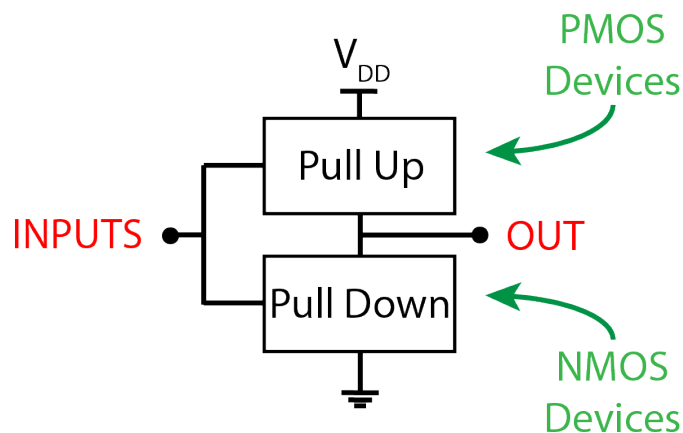 PMOS
Devices
V DD
Pull Up
INPUTS
OUT
Pull Down
NMOS
Devices